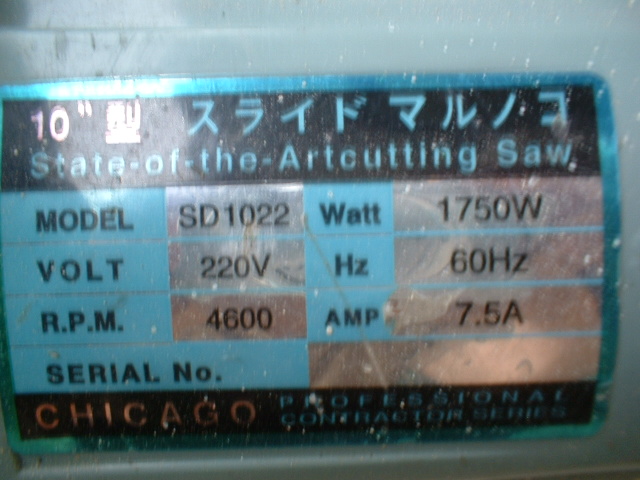 10" 型 スライド マルノコ
State-of-the-Artcutting Saw
MODEL SD1022 Watt 1750W
VOLT 220V Hz 60Hz
R.P.M. 4600 AMP 7.5A
SERIAL No.
CHICAGO PROFESSIONAL
CONTRACTOR SERIES